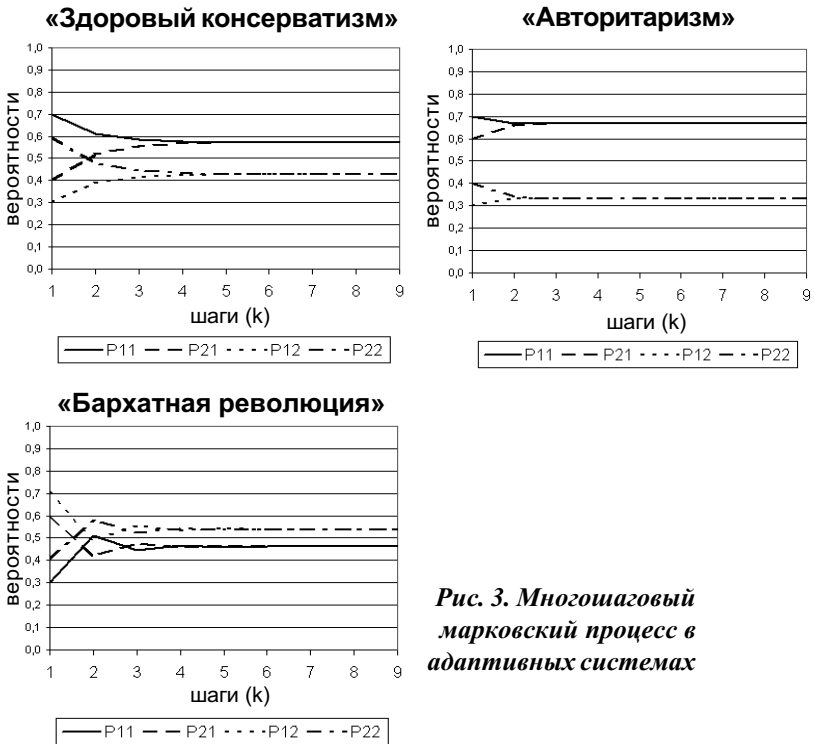 «Здоровый консерватизм»
вероятности
1,0
0,9
0,8
0,7
0,6
0,5
0,4
0,3
0,2
0,1
0,0
1 2 3 4 5 6 7 8 9
шаги (k)
P11 P21 P12 P22
«Авторитаризм»
вероятности
1,0
0,9
0,8
0,7
0,6
0,5
0,4
0,3
0,2
0,1
0,0
1 2 3 4 5 6 7 8 9
шаги (k)
P11 P21 P12 P22
«Бархатная революция»
вероятности
1,0
0,9
0,8
0,7
0,6
0,5
0,4
0,3
0,2
0,1
0,0
1 2 3 4 5 6 7 8 9
шаги (k)
P11 P21 P12 P22
Рис. 3. Многошаговый
марковский процесс в
адаптивных системах